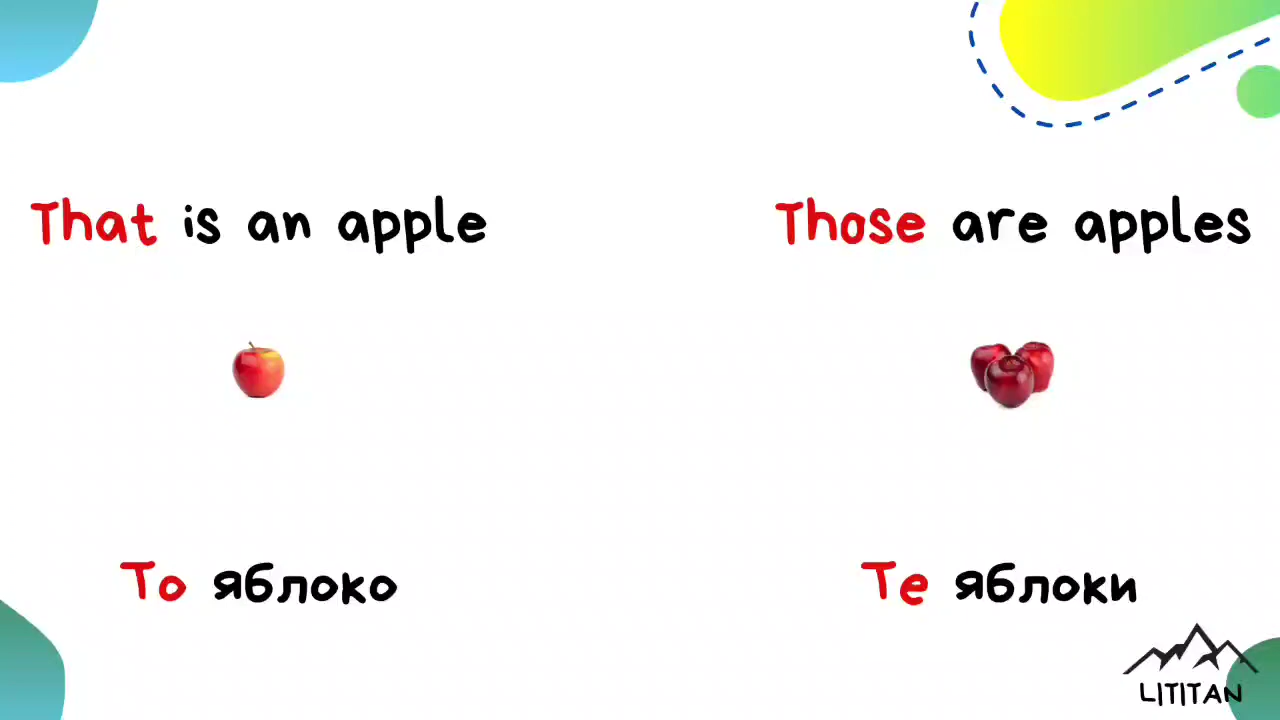 That is an apple
Those are apples
То яблоко
Те яблоки
LITITAN